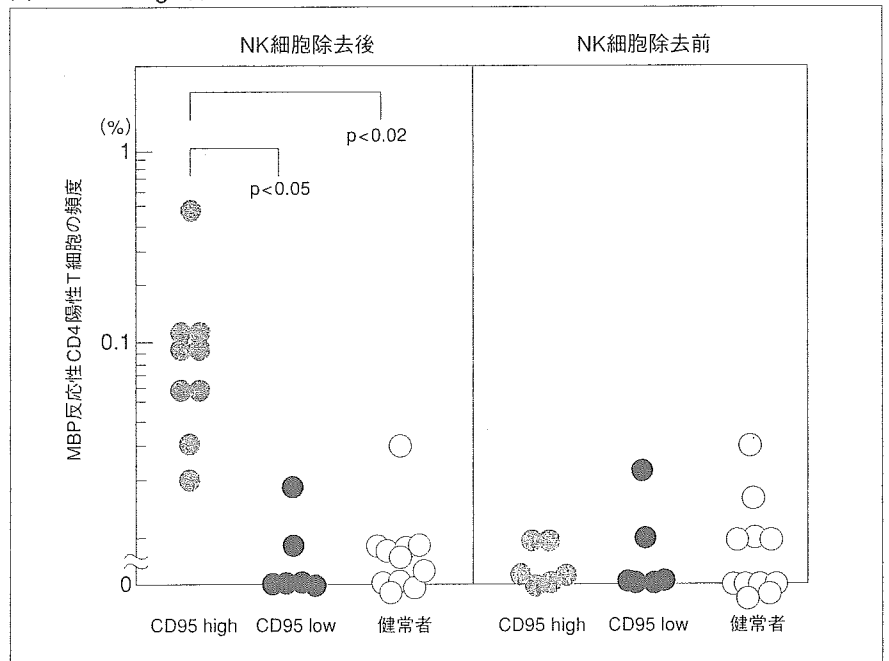 NK細胞除去後
NK細胞除去前
(%)
p<0.02
1
p<0.05
MBP反応性CD4陽性T細胞の頻度
0.1
0
CD95 high
CD95 low
健常者
CD95 high
CD95 low
健常者